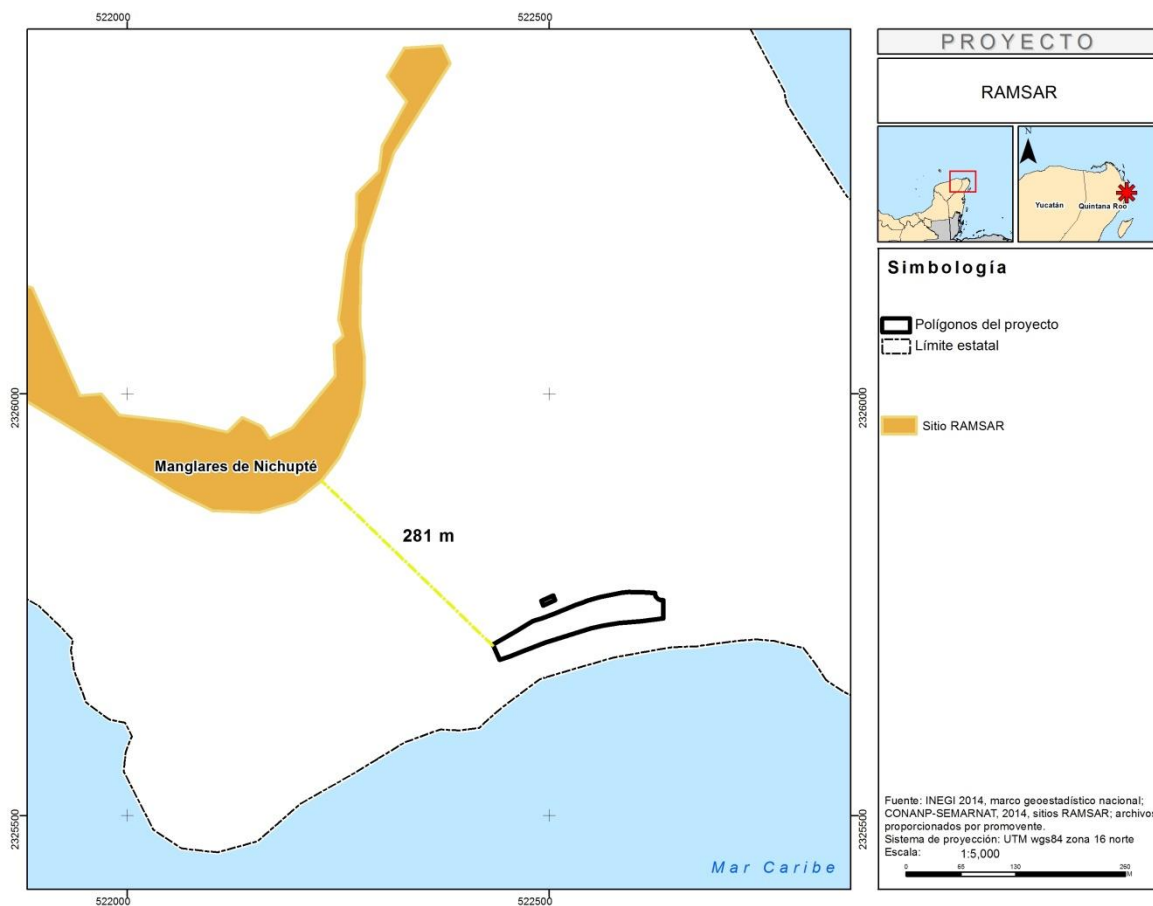 522000
522500
2326000
2325500
Manglares de Nichupté
281 m
Mar Caribe
2326000
2325500
522000
522500
PROYECTO
RAMSAR
N
Yucatán
Quintana Roo
Simbología
Polígonos del proyecto
Límite estatal
Sitio RAMSAR
Fuente: INEGI 2014, marco geoestadístico nacional;
CONANP-SEMARNAT, 2014, sitios RAMSAR; archivos
proporcionados por promovente.
Sistema de proyección: UTM wgs84 zona 16 norte
Escala: 1:5,000
0 65 130 260
M